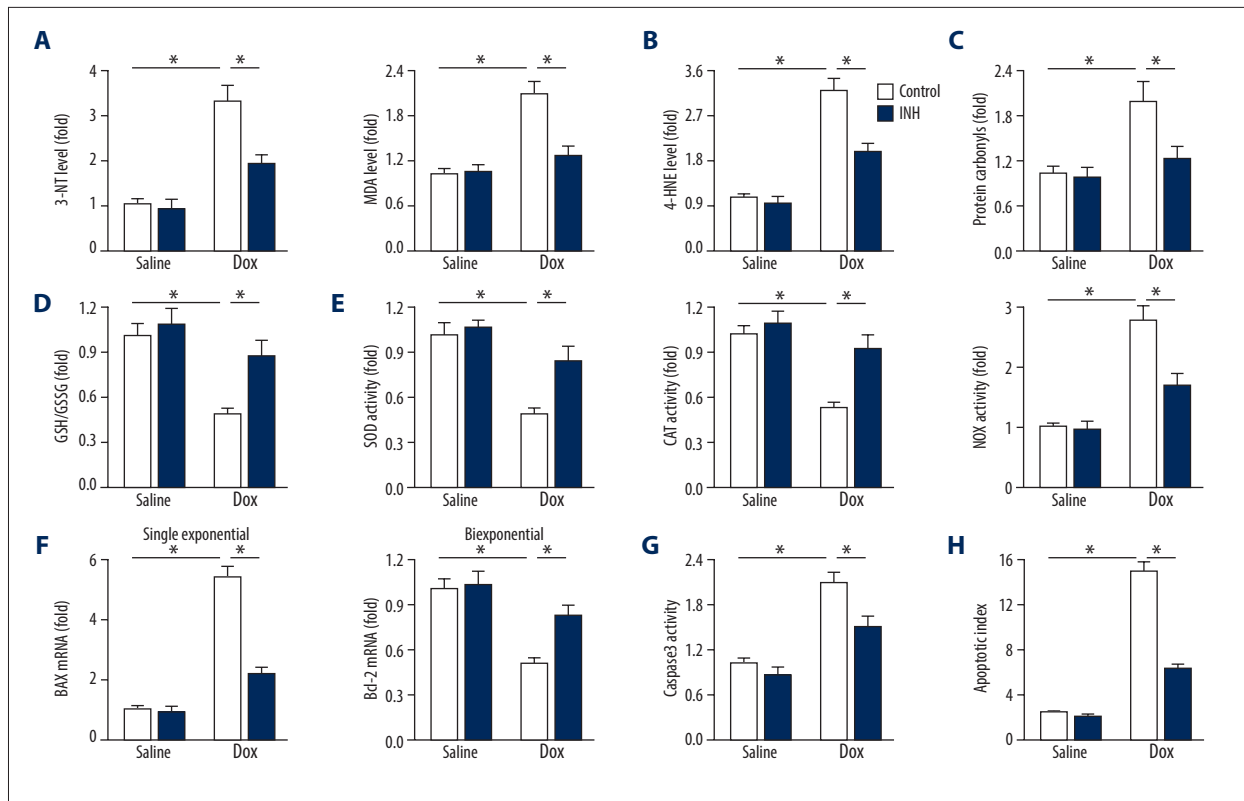 A
B
C
*
*
*
*
*
*
*
*
4
3
2
1
0
3-NT level (fold)
Saline
Dox
2.4
1.8
1.2
0.6
0.0
MDA level (fold)
Saline
Dox
3.6
2.7
1.8
0.9
0.0
4-HNE level (fold)
Saline
Dox
Control
INH
2.4
1.8
1.2
0.6
0.0
Protein carbonyls (fold)
Saline
Dox
D
E
*
*
*
*
*
*
*
*
1.2
0.9
0.6
0.3
0.0
GSH/GSSG (fold)
Saline
Dox
1.2
0.9
0.6
0.3
0.0
SOD activity (fold)
Saline
Dox
1.2
0.9
0.6
0.3
0.0
CAT activity (fold)
Saline
Dox
3
2
1
0
NOX activity (fold)
Saline
Dox
F
Single exponential
Biexponential
G
H
*
*
*
*
*
*
*
*
6
4
2
0
BAX mRNA (fold)
Saline
Dox
1.2
0.9
0.6
0.3
0.0
Bcl-2 mRNA (fold)
Saline
Dox
2.4
1.8
1.2
0.6
0.0
Caspase3 activity
Saline
Dox
16
12
8
4
0
Apoptotic index
Saline
Dox